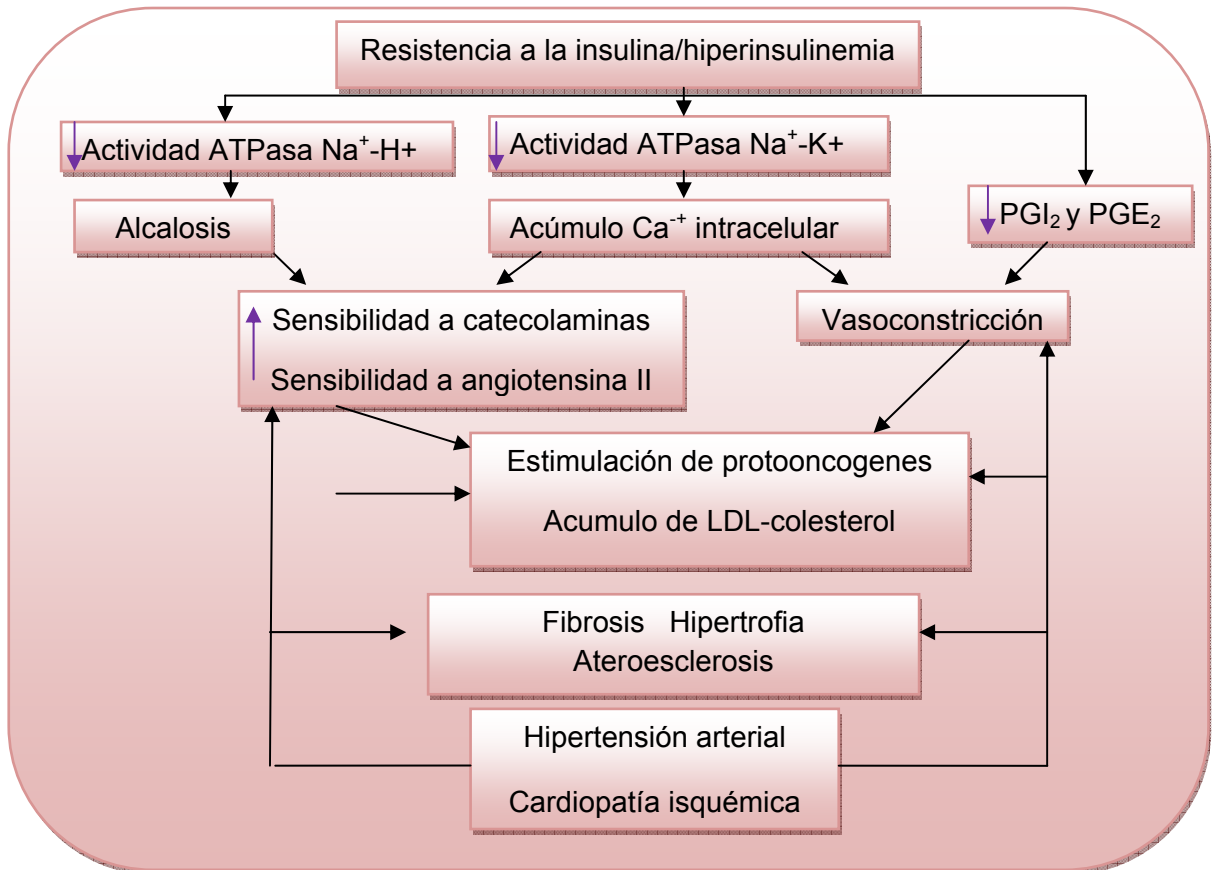 Resistencia a la insulina/hiperinsulinemia
Actividad ATPasa Na⁺-H+
Actividad ATPasa Na⁺-K+
Alcalosis
Acúmulo Ca⁻⁺ intracelular
PGI₂ y PGE₂
Sensibilidad a catecolaminas
Sensibilidad a angiotensina II
Vasoconstricción
Estimulación de protooncogenes
Acumulo de LDL-colesterol
Fibrosis Hipertrofia
Ateroesclerosis
Hipertensión arterial
Cardiopatía isquémica